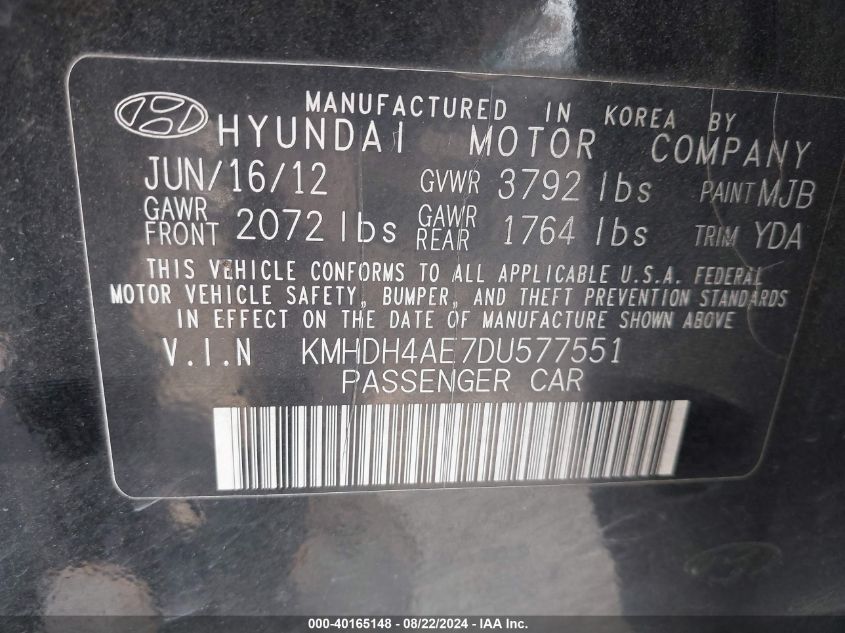 MANUFACTURED IN KOREA BY
HYUNDAI MOTOR COMPANY
JUN/16/12 GVWR 3792 lbs PAINT MJB
GAWR FRONT 2072 lbs GAWR REAR 1764 lbs TRIM YDA
THIS VEHICLE CONFORMS TO ALL APPLICABLE U.S.A. FEDERAL
MOTOR VEHICLE SAFETY, BUMPER, AND THEFT PREVENTION STANDARDS
IN EFFECT ON THE DATE OF MANUFACTURE SHOWN ABOVE
V.I.N KMHDH4AE7DU577551
PASSENGER CAR
000-40165148 - 08/22/2024 - IAA Inc.